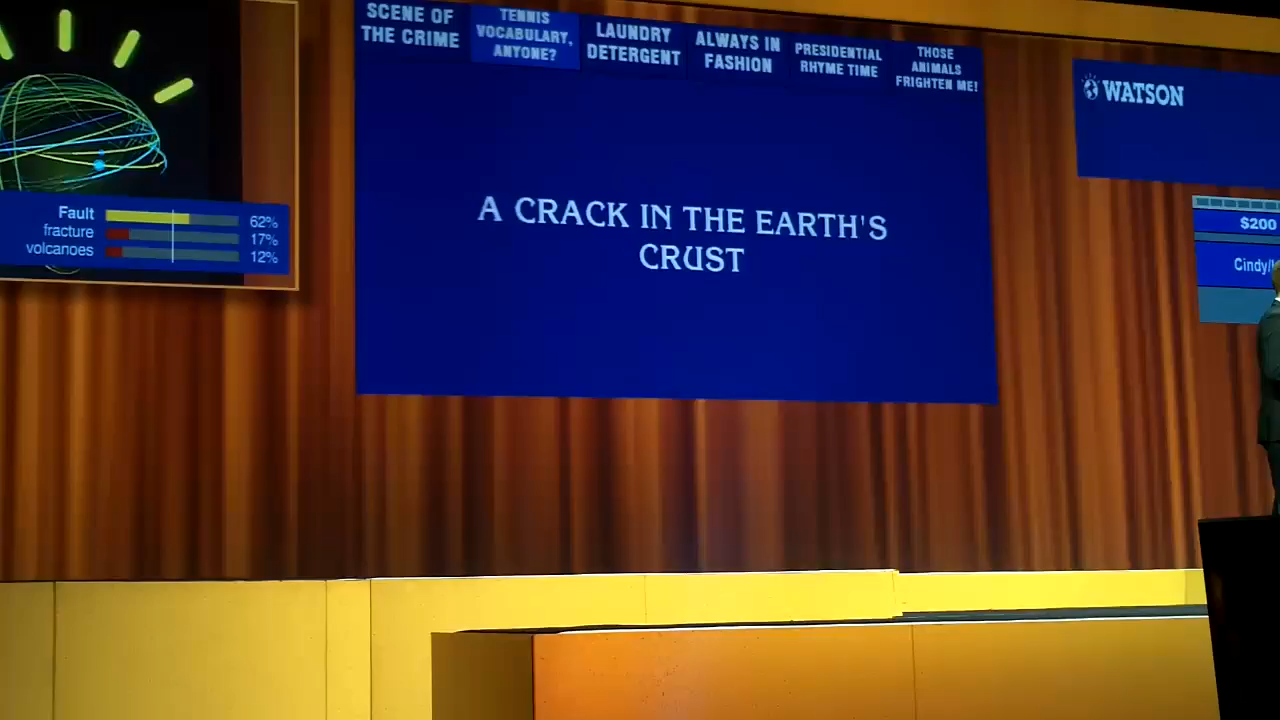 SCENE OF
THE CRIME
TENNIS
VOCABULARY,
ANYONE?
LAUNDRY
DETERGENT
ALWAYS IN
FASHION
PRESIDENTIAL
RHYME TIME
THOSE
ANIMALS
FRIGHTEN ME!
WATSON
A CRACK IN THE EARTH'S
CRUST
Fault 62%
fracture 17%
volcanoes 12%
$200